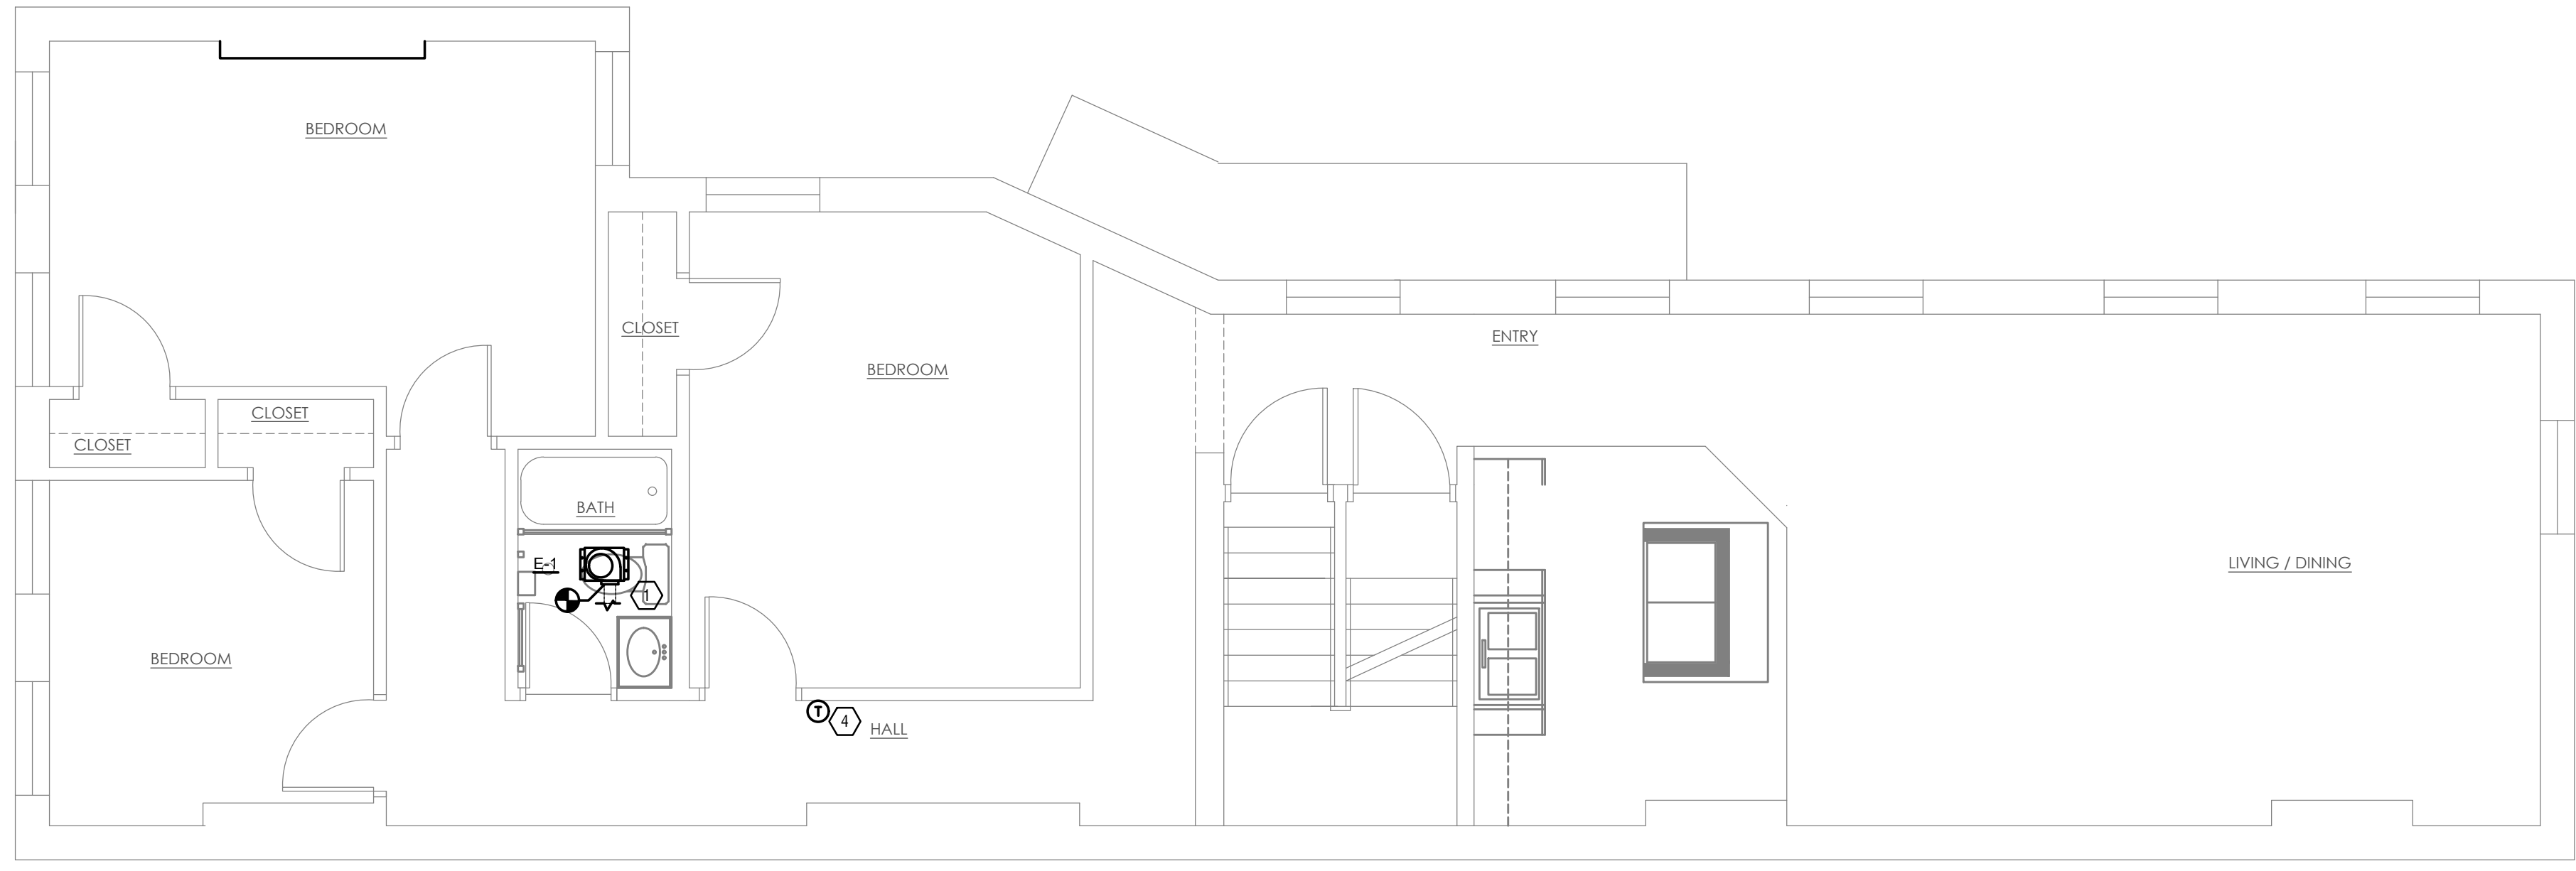 BEDROOM
CLOSET
ENTRY
BEDROOM
CLOSET
CLOSET
BATH
E-1
1
LIVING / DINING
BEDROOM
T
4
HALL